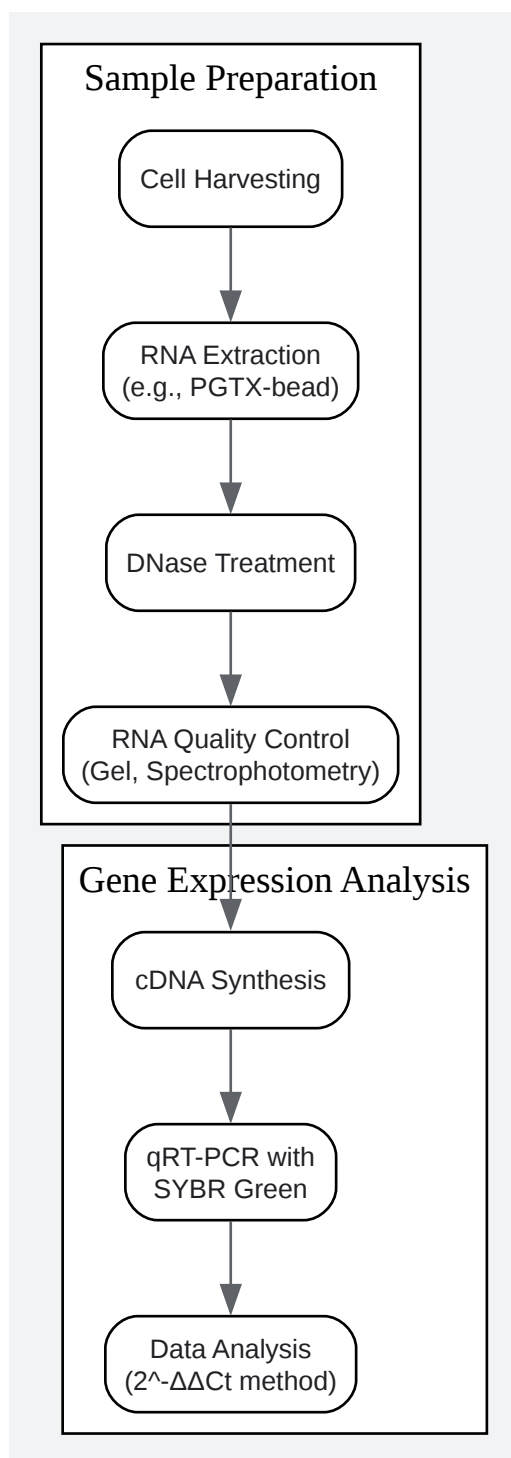 Sample Preparation
Cell Harvesting
RNA Extraction
(e.g., PGTX-bead)
DNase Treatment
RNA Quality Control
(Gel, Spectrophotometry)
Gene Expression Analysis
cDNA Synthesis
qRT-PCR with
SYBR Green
Data Analysis
(2^-ΔΔCt method)